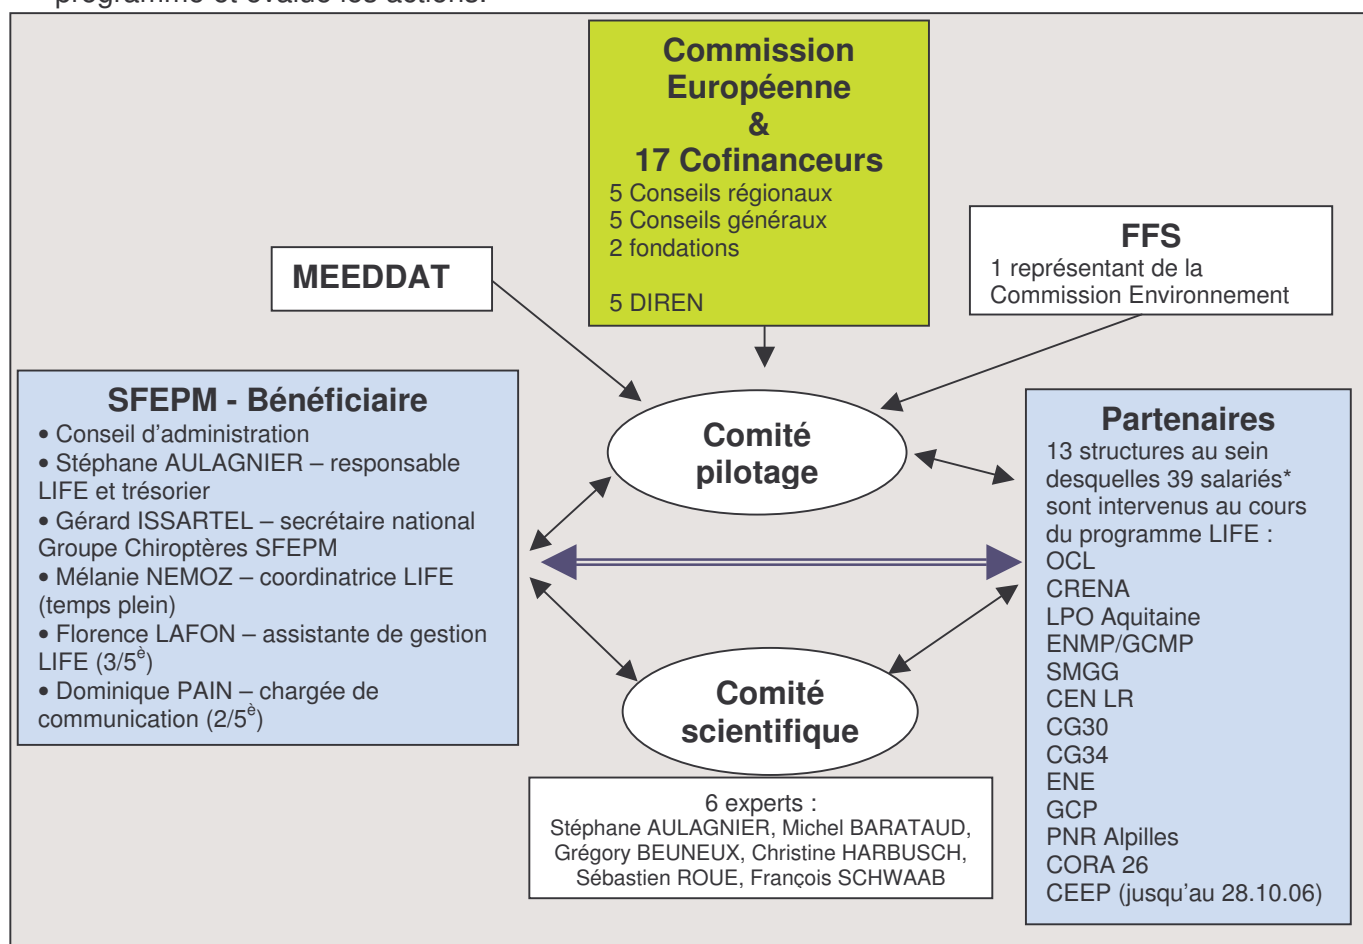 programme et évalue les actions.
Commission
Européenne
&
17 Cofinanceurs
5 Conseils régionaux
5 Conseils généraux
2 fondations
5 DIREN
MEEDDAT
FFS
1 représentant de la
Commission Environnement
SFEPM - Bénéficiaire
• Conseil d’administration
• Stéphane AULAGNIER – responsable
LIFE et trésorier
• Gérard ISSARTEL – secrétaire national
Groupe Chiroptères SFEPM
• Mélanie NEMOZ – coordinatrice LIFE
(temps plein)
• Florence LAFON – assistante de gestion
LIFE (3/5è)
• Dominique PAIN – chargée de
communication (2/5è)
Comité
pilotage
Partenaires
13 structures au sein
desquelles 39 salariés*
sont intervenus au cours
du programme LIFE :
OCL
CRENA
LPO Aquitaine
ENMP/GCMP
SMGG
CEN LR
CG30
CG34
ENE
GCP
PNR Alpilles
CORA 26
CEEP (jusqu’au 28.10.06)
Comité
scientifique
6 experts :
Stéphane AULAGNIER, Michel BARATAUD,
Grégory BEUNEUX, Christine HARBUSCH,
Sébastien ROUE, François SCHWAAB